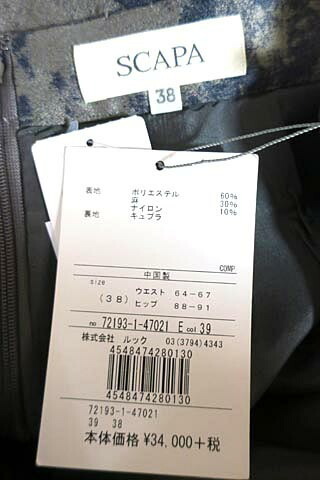 SCAPA
38
表地 ポリエステル 60%
麻 30%
ナイロン 10%
裏地 キュプラ
COMP
中国製
size
ウエスト 64-67
(38) ヒップ 88-91
no 72193-1-47021 E col 39
株式会社 ルック 03(3794)4343
4548474280130
4548474280130
72193-1-47021
39 38
本体価格 ¥34,000+税